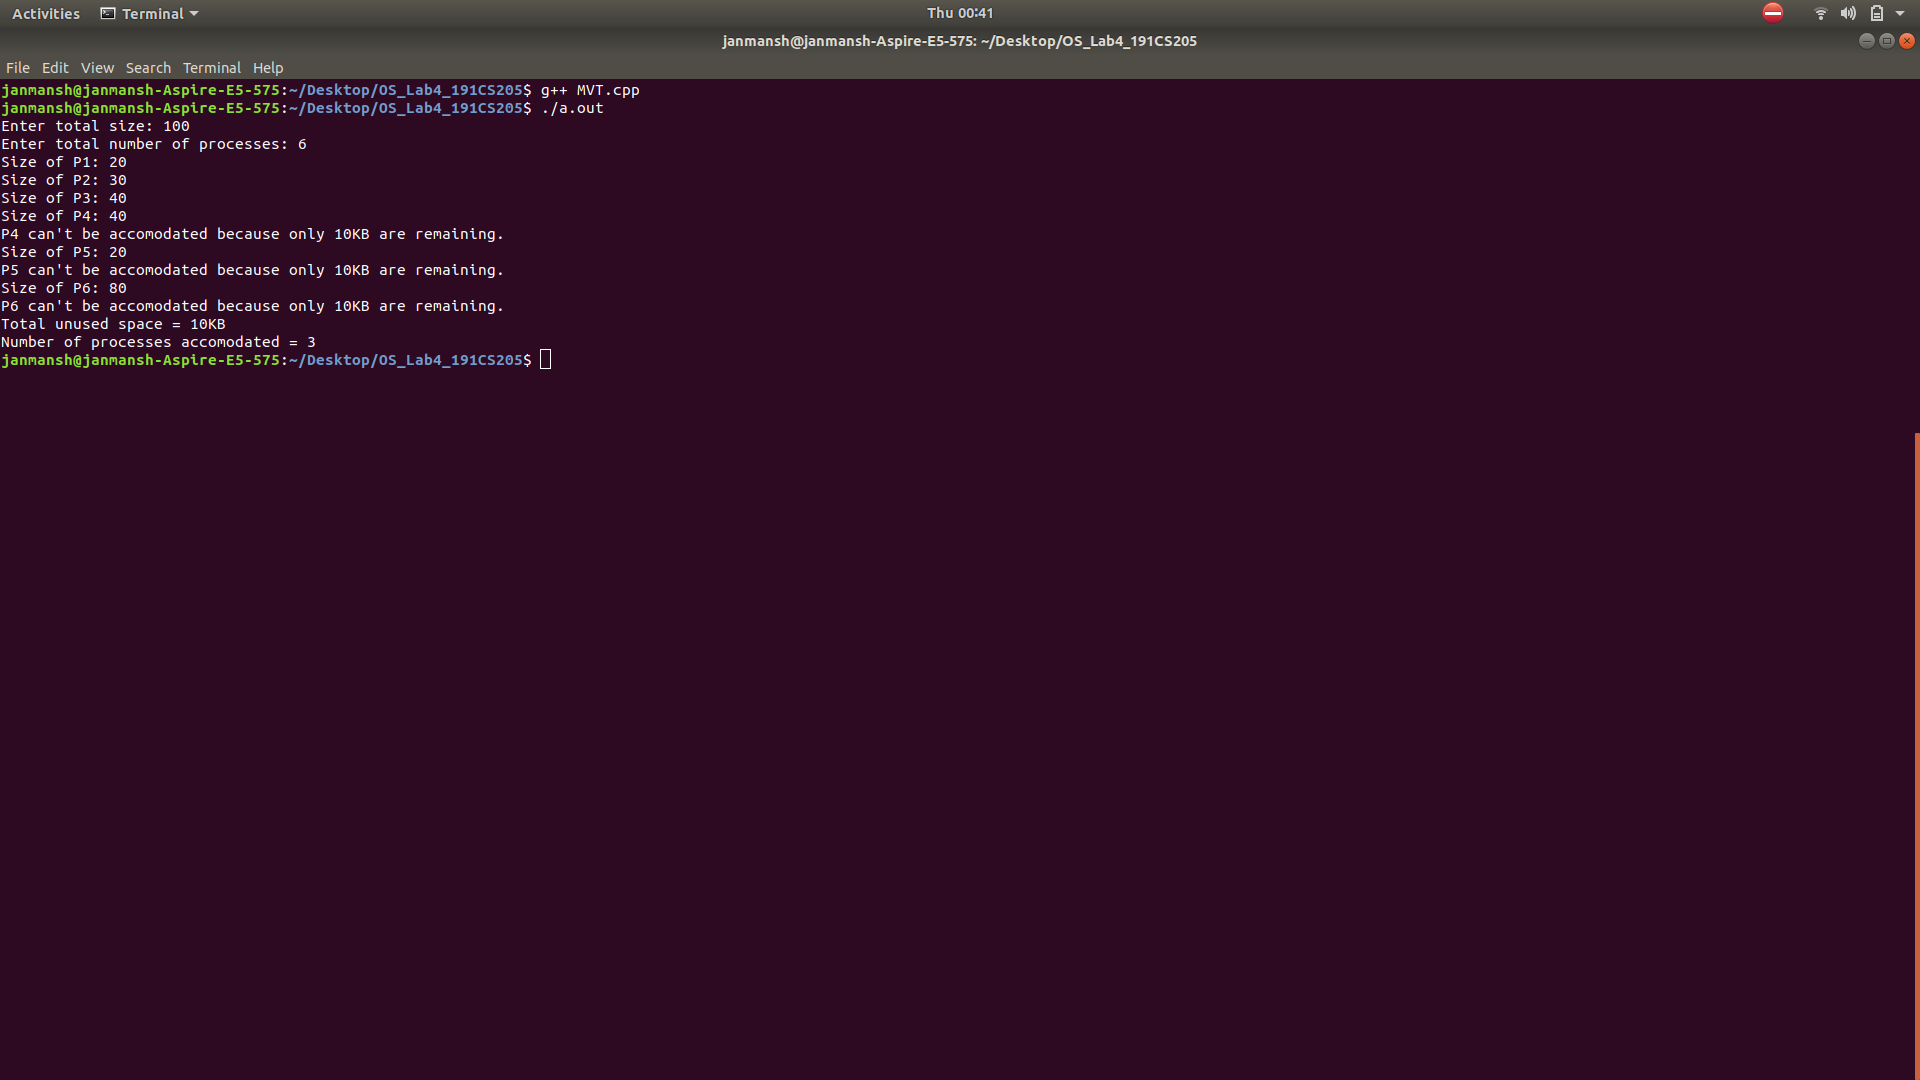 Activities Terminal Thu 00:41
janmansh@janmansh-Aspire-E5-575: ~/Desktop/OS_Lab4_191CS205
File Edit View Search Terminal Help
janmansh@janmansh-Aspire-E5-575:~/Desktop/OS_Lab4_191CS205$ g++ MVT.cpp
janmansh@janmansh-Aspire-E5-575:~/Desktop/OS_Lab4_191CS205$ ./a.out
Enter total size: 100
Enter total number of processes: 6
Size of P1: 20
Size of P2: 30
Size of P3: 40
Size of P4: 40
P4 can't be accomodated because only 10KB are remaining.
Size of P5: 20
P5 can't be accomodated because only 10KB are remaining.
Size of P6: 80
P6 can't be accomodated because only 10KB are remaining.
Total unused space = 10KB
Number of processes accomodated = 3
janmansh@janmansh-Aspire-E5-575:~/Desktop/OS_Lab4_191CS205$